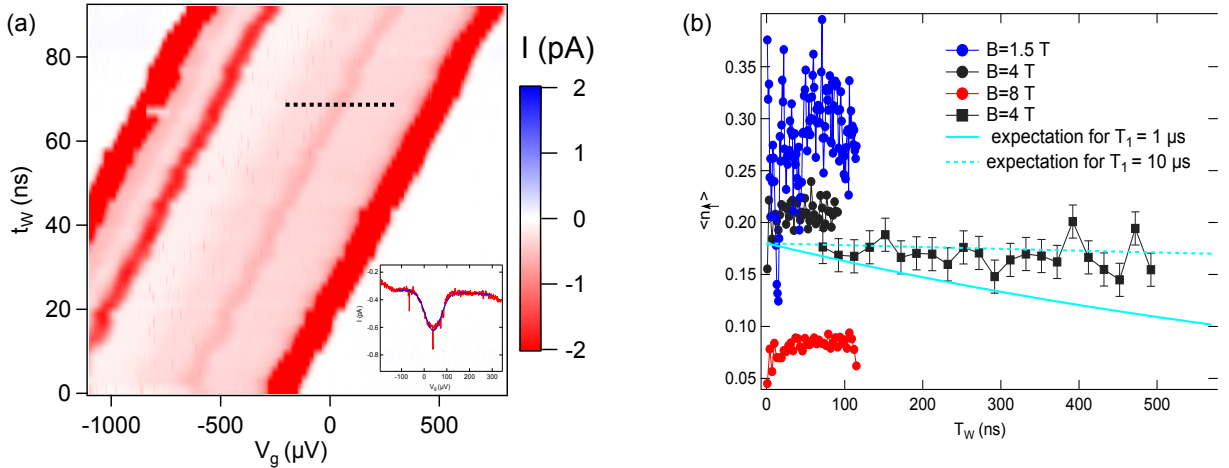 (a)
I (pA)
2
1
0
-1
-2
t_W (ns)
80
60
40
20
0
-1000
-500
0
500
V_g (µV)
I (pA)
-0.2
-0.4
-0.6
-0.8
-100
0
100
200
300
V_g (µV)
(b)
<n_↑>
0.35
0.30
0.25
0.20
0.15
0.10
0.05
B=1.5 T
B=4 T
B=8 T
B=4 T
expectation for T_1 = 1 µs
expectation for T_1 = 10 µs
0
100
200
300
400
500
T_W (ns)